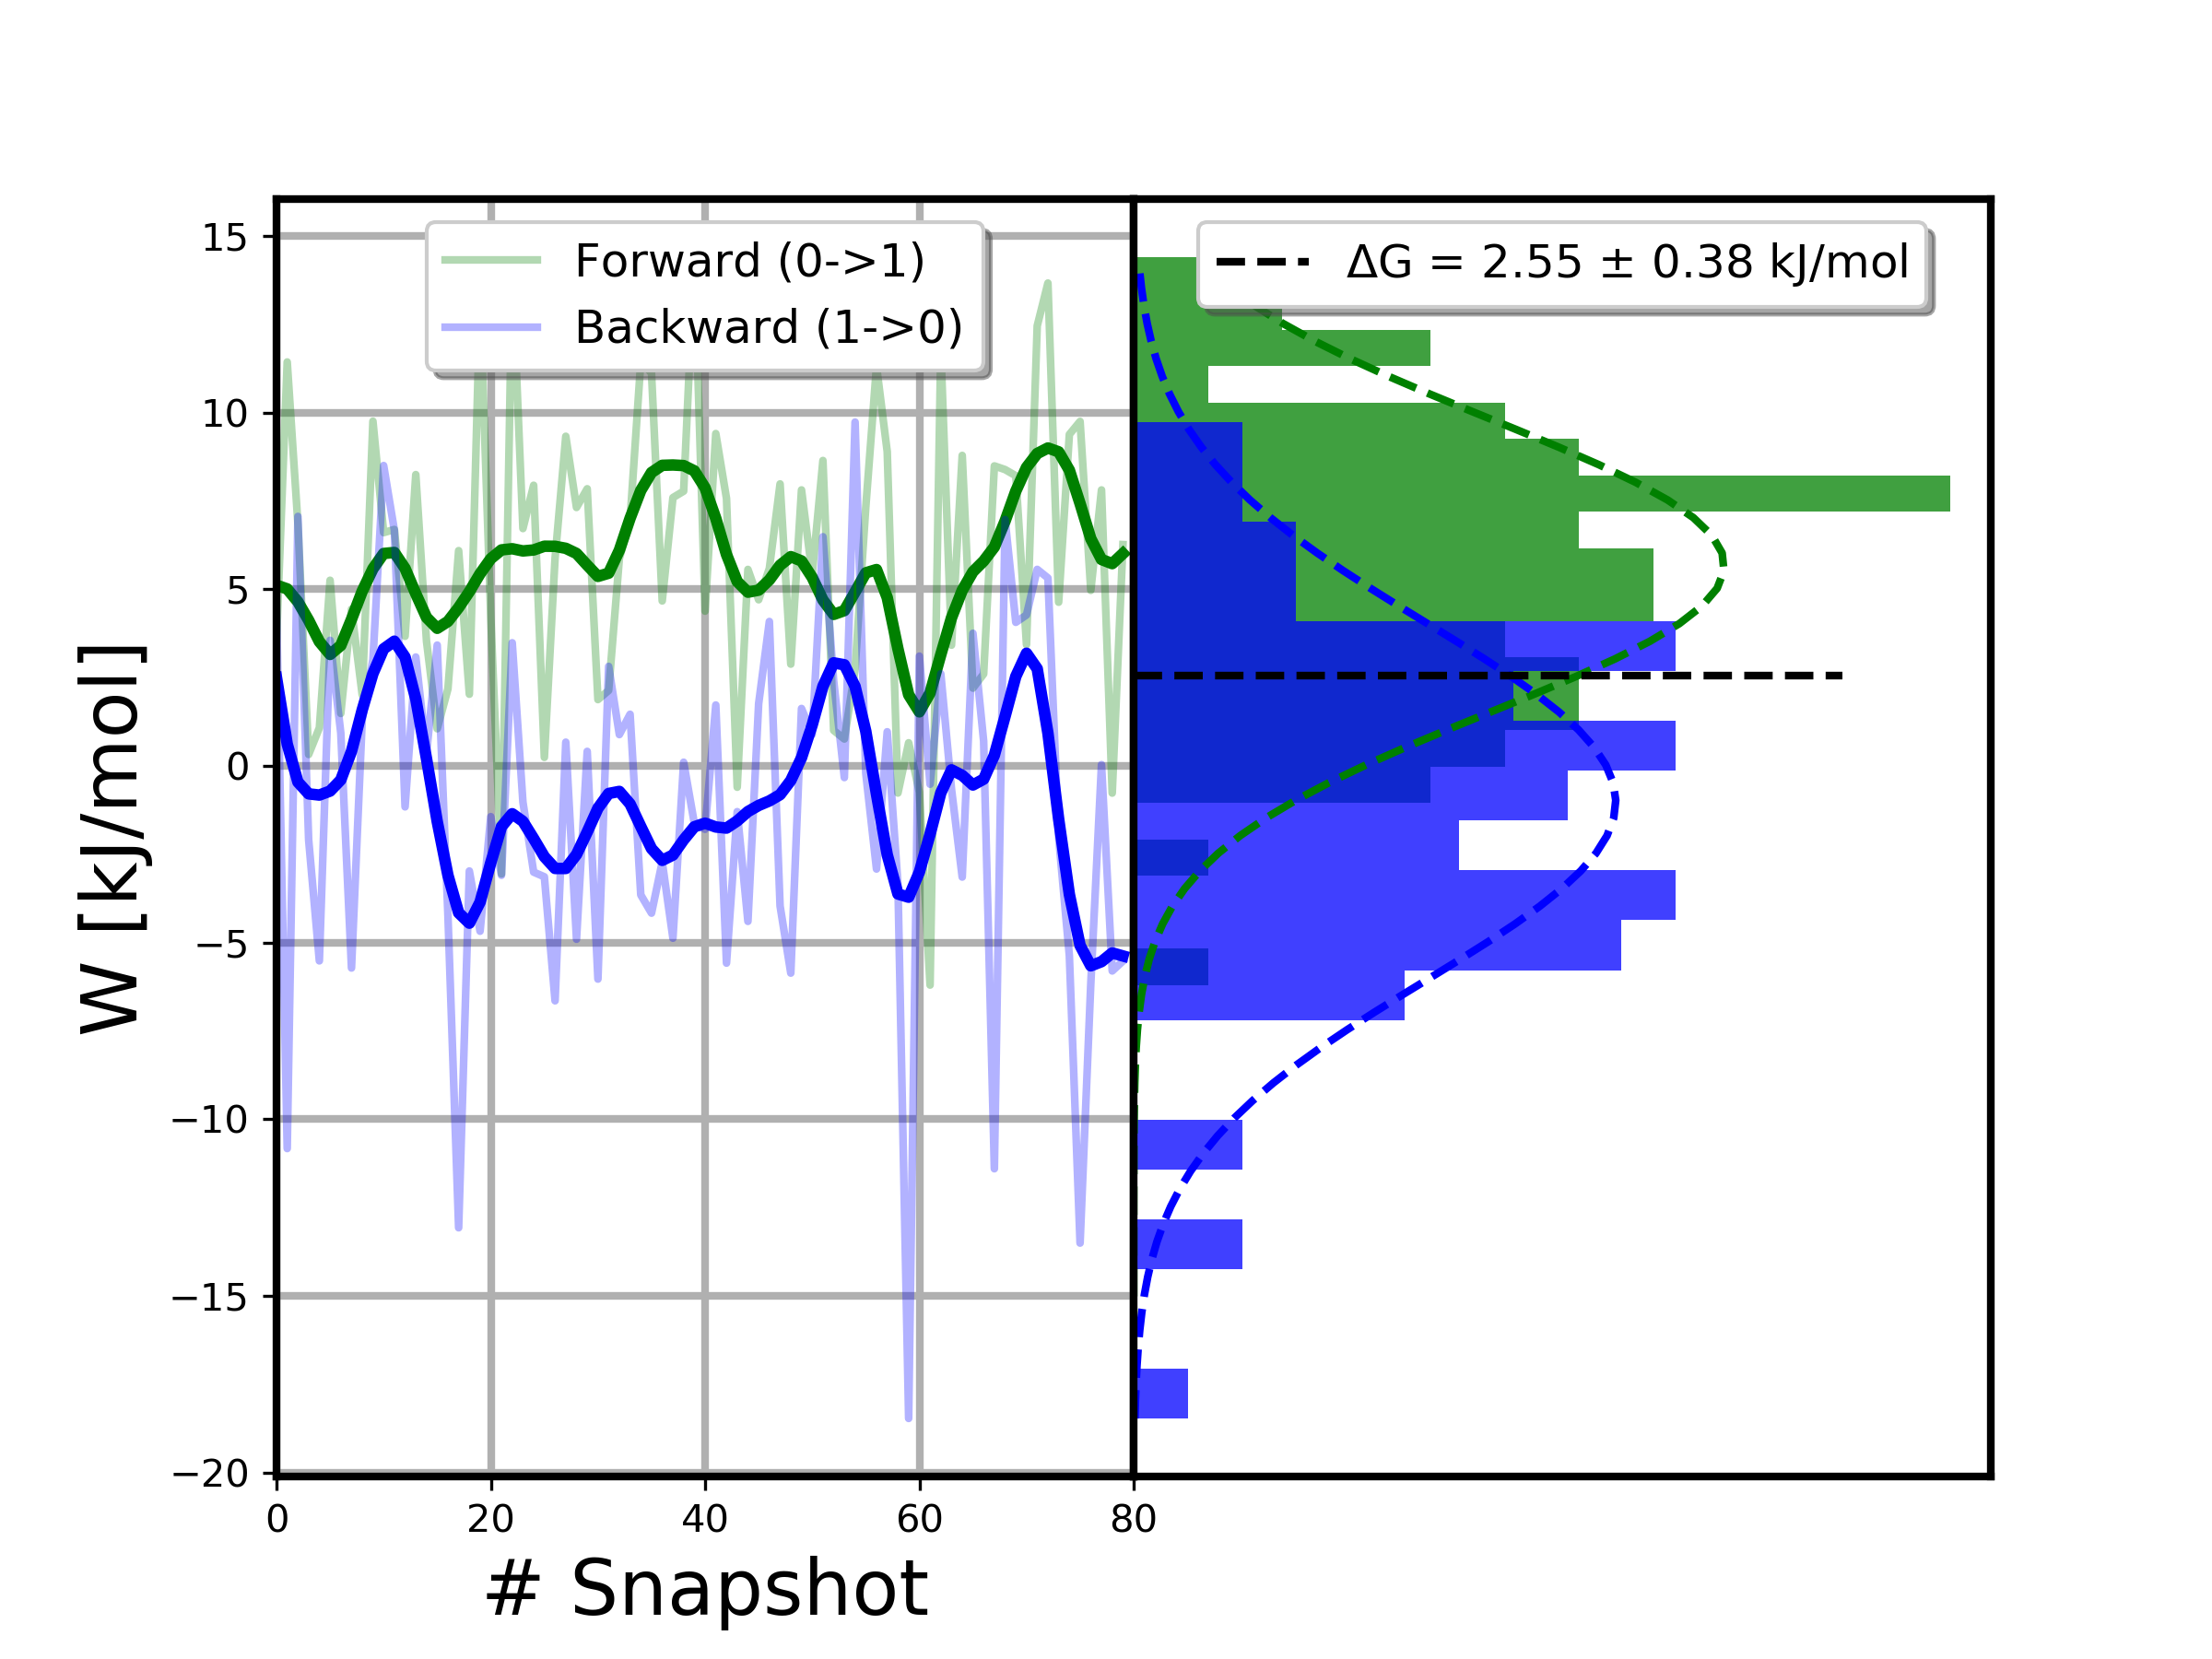 15
10
5
0
−5
−10
−15
−20
W [kJ/mol]
Forward (0->1)
Backward (1->0)
ΔG = 2.55 ± 0.38 kJ/mol
0 20 40 60 80
# Snapshot